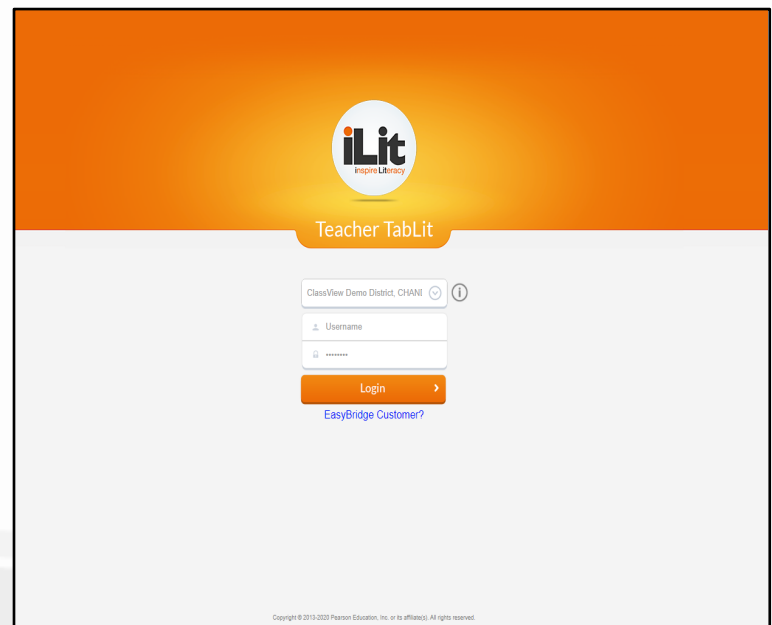 iLit
inspire Literacy
Teacher TabLit
ClassView Demo District, CHANI
Username
********
Login
EasyBridge Customer?
Copyright © 2013-2020 Pearson Education, Inc. or its affiliate(s). All rights reserved.